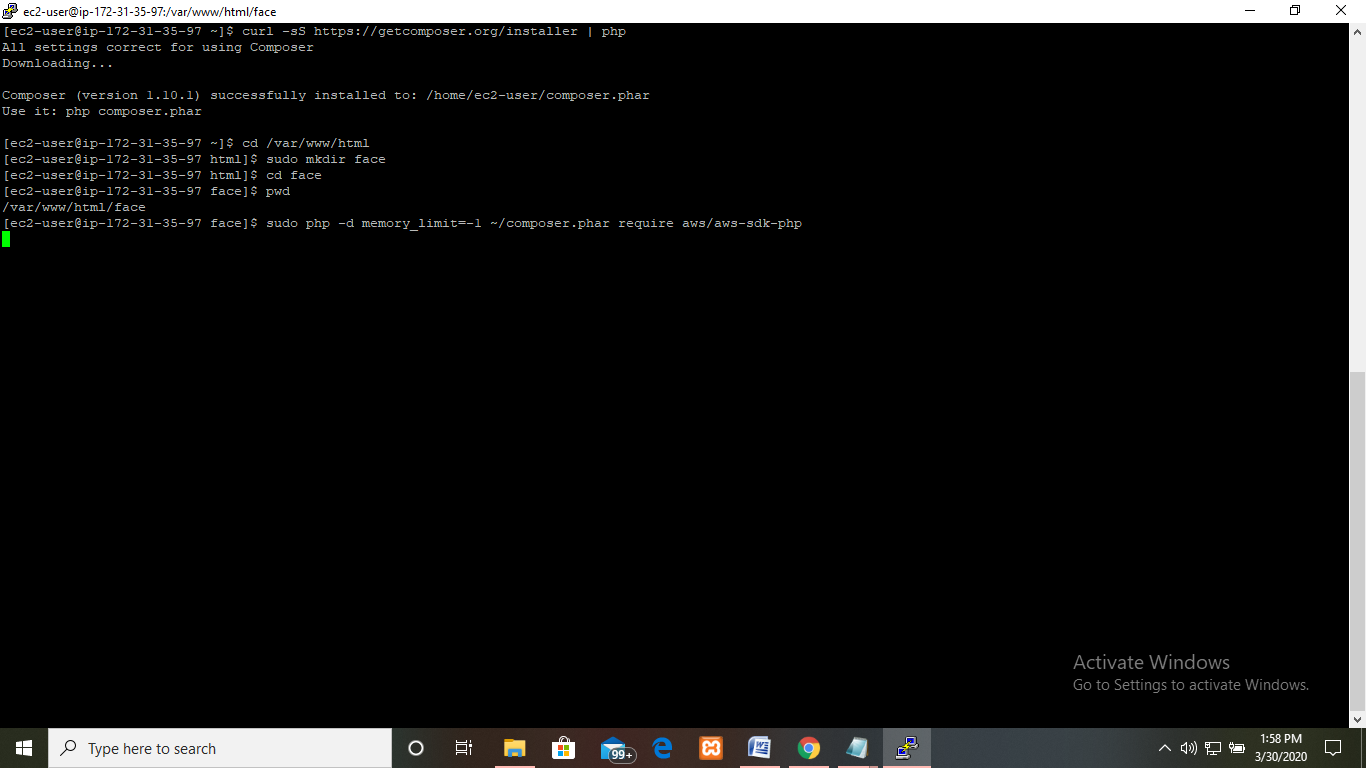 ec2-user@ip-172-31-35-97:/var/www/html/face
[ec2-user@ip-172-31-35-97 ~]$ curl -sS https://getcomposer.org/installer | php
All settings correct for using Composer
Downloading...
Composer (version 1.10.1) successfully installed to: /home/ec2-user/composer.phar
Use it: php composer.phar
[ec2-user@ip-172-31-35-97 ~]$ cd /var/www/html
[ec2-user@ip-172-31-35-97 html]$ sudo mkdir face
[ec2-user@ip-172-31-35-97 html]$ cd face
[ec2-user@ip-172-31-35-97 face]$ pwd
/var/www/html/face
[ec2-user@ip-172-31-35-97 face]$ sudo php -d memory_limit=-1 ~/composer.phar require aws/aws-sdk-php
Activate Windows
Go to Settings to activate Windows.
Type here to search
99+
1:58 PM
3/30/2020